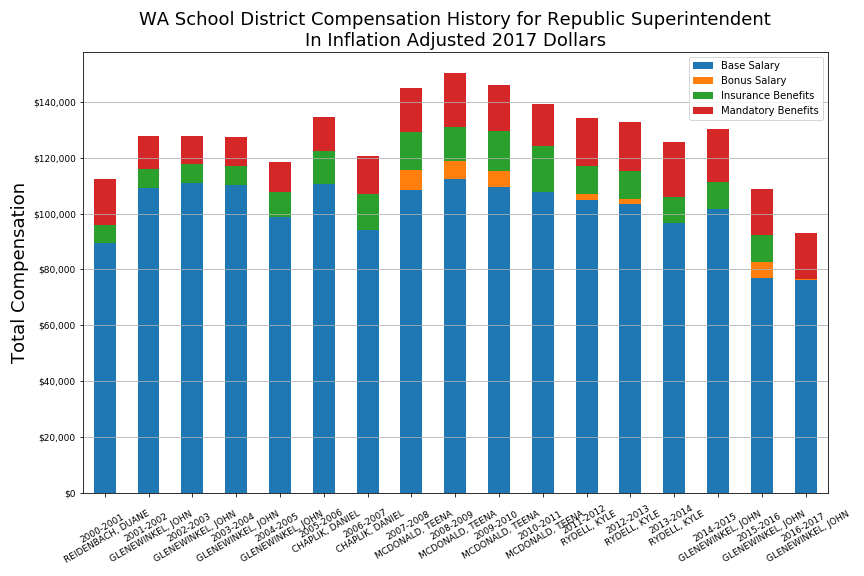 WA School District Compensation History for Republic Superintendent
In Inflation Adjusted 2017 Dollars
Base Salary
Bonus Salary
Insurance Benefits
Mandatory Benefits
Total Compensation
$140,000
$120,000
$100,000
$80,000
$60,000
$40,000
$20,000
$0
2000-2001
REIDENBACH, DUANE
2001-2002
GLENEWINKEL, JOHN
2002-2003
GLENEWINKEL, JOHN
2003-2004
GLENEWINKEL, JOHN
2004-2005
GLENEWINKEL, JOHN
2005-2006
CHAPLIK, DANIEL
2006-2007
CHAPLIK, DANIEL
2007-2008
MCDONALD, TEENA
2008-2009
MCDONALD, TEENA
2009-2010
MCDONALD, TEENA
2010-2011
MCDONALD, TEENA
2011-2012
RYDELL, KYLE
2012-2013
RYDELL, KYLE
2013-2014
RYDELL, KYLE
2014-2015
GLENEWINKEL, JOHN
2015-2016
GLENEWINKEL, JOHN
2016-2017
GLENEWINKEL, JOHN